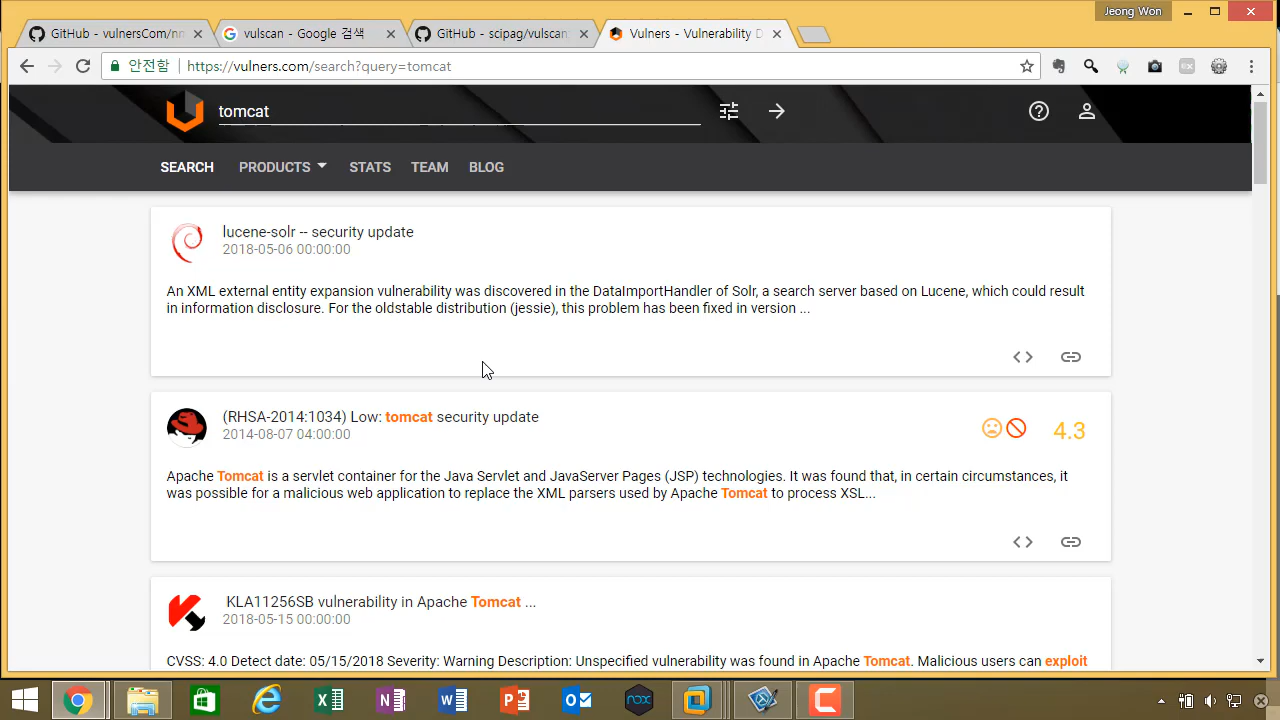 Jeong Won
GitHub - vulnersCom/nm
vulscan - Google 검색
GitHub - scipag/vulscan:
Vulners - Vulnerability D
안전함
https://vulners.com/search?query=tomcat
tomcat
SEARCH
PRODUCTS
STATS
TEAM
BLOG
lucene-solr -- security update
2018-05-06 00:00:00
An XML external entity expansion vulnerability was discovered in the DataImportHandler of Solr, a search server based on Lucene, which could result
in information disclosure. For the oldstable distribution (jessie), this problem has been fixed in version ...
(RHSA-2014:1034) Low: tomcat security update
2014-08-07 04:00:00
4.3
Apache Tomcat is a servlet container for the Java Servlet and JavaServer Pages (JSP) technologies. It was found that, in certain circumstances, it
was possible for a malicious web application to replace the XML parsers used by Apache Tomcat to process XSL...
KLA11256SB vulnerability in Apache Tomcat ...
2018-05-15 00:00:00
CVSS: 4.0 Detect date: 05/15/2018 Severity: Warning Description: Unspecified vulnerability was found in Apache Tomcat. Malicious users can exploit
nox